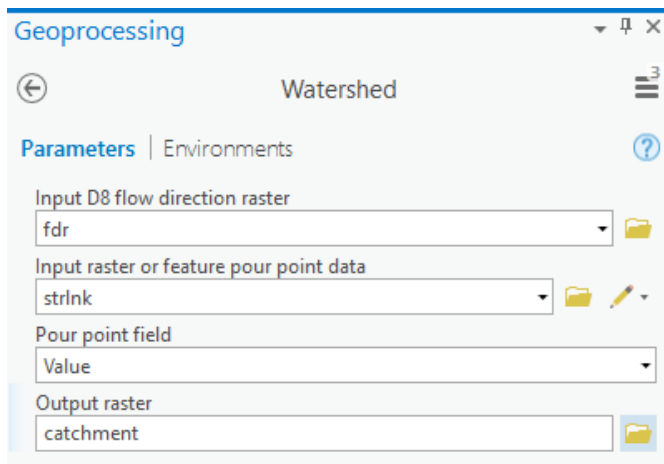 Geoprocessing
Watershed
3
Parameters | Environments
?
Input D8 flow direction raster
fdr
Input raster or feature pour point data
strlnk
Pour point field
Value
Output raster
catchment